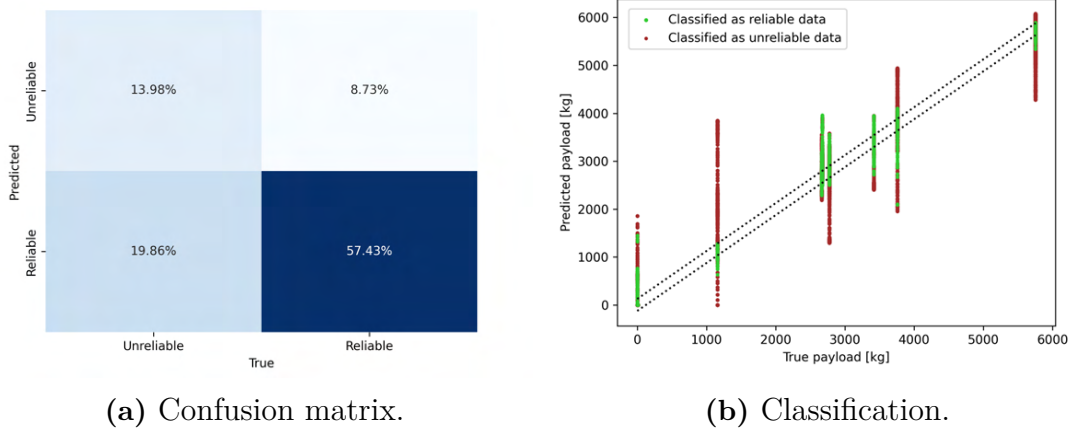 Unreliable
Reliable
Predicted
13.98%
8.73%
19.86%
57.43%
Unreliable
Reliable
True
(a) Confusion matrix.
Classified as reliable data
Classified as unreliable data
Predicted payload [kg]
6000
5000
4000
3000
2000
1000
0
0
1000
2000
3000
4000
5000
6000
True payload [kg]
(b) Classification.